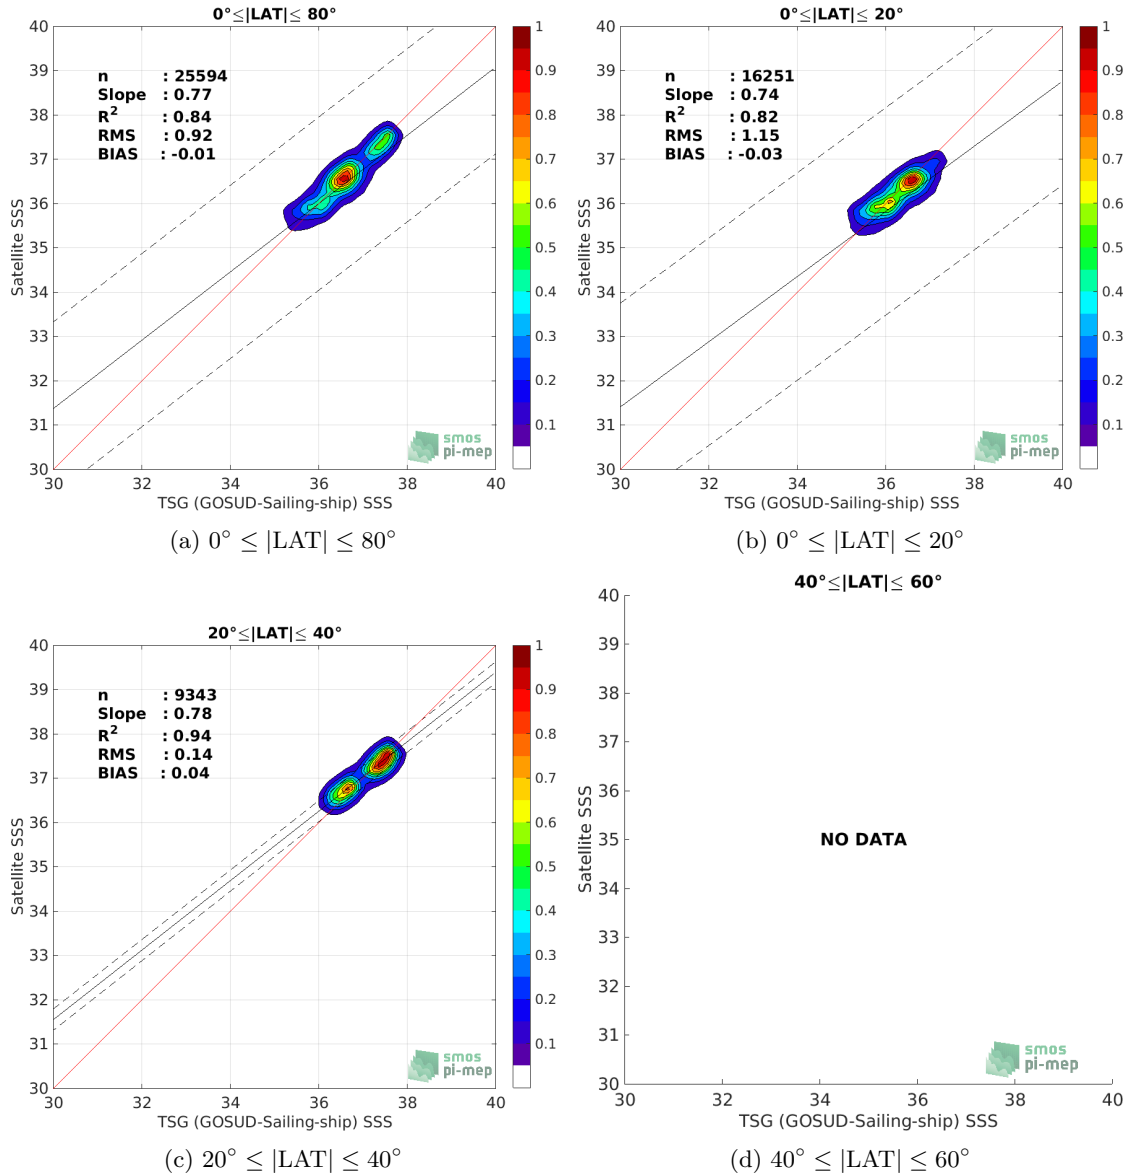 0°≤|LAT|≤ 80°
40
39
38
37
36
35
34
33
32
31
30
Satellite SSS
n : 25594
Slope : 0.77
R² : 0.84
RMS : 0.92
BIAS : -0.01
1
0.9
0.8
0.7
0.6
0.5
0.4
0.3
0.2
0.1
smos
pi-mep
30 32 34 36 38 40
TSG (GOSUD-Sailing-ship) SSS
(a) 0° ≤ |LAT| ≤ 80°
0°≤|LAT|≤ 20°
40
39
38
37
36
35
34
33
32
31
30
Satellite SSS
n : 16251
Slope : 0.74
R² : 0.82
RMS : 1.15
BIAS : -0.03
1
0.9
0.8
0.7
0.6
0.5
0.4
0.3
0.2
0.1
smos
pi-mep
30 32 34 36 38 40
TSG (GOSUD-Sailing-ship) SSS
(b) 0° ≤ |LAT| ≤ 20°
20°≤|LAT|≤ 40°
40
39
38
37
36
35
34
33
32
31
30
Satellite SSS
n : 9343
Slope : 0.78
R² : 0.94
RMS : 0.14
BIAS : 0.04
1
0.9
0.8
0.7
0.6
0.5
0.4
0.3
0.2
0.1
smos
pi-mep
30 32 34 36 38 40
TSG (GOSUD-Sailing-ship) SSS
(c) 20° ≤ |LAT| ≤ 40°
40°≤|LAT|≤ 60°
40
39
38
37
36
35
34
33
32
31
30
Satellite SSS
NO DATA
smos
pi-mep
30 32 34 36 38 40
TSG (GOSUD-Sailing-ship) SSS
(d) 40° ≤ |LAT| ≤ 60°